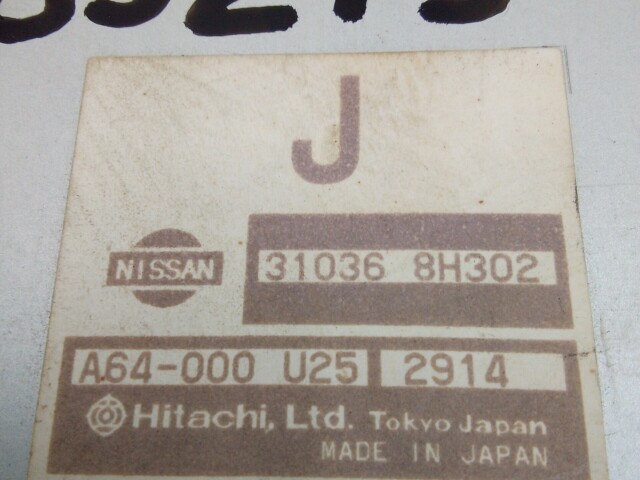 J
NISSAN
31036 8H302
A64-000 U25 2914
Hitachi, Ltd. Tokyo Japan
MADE IN JAPAN